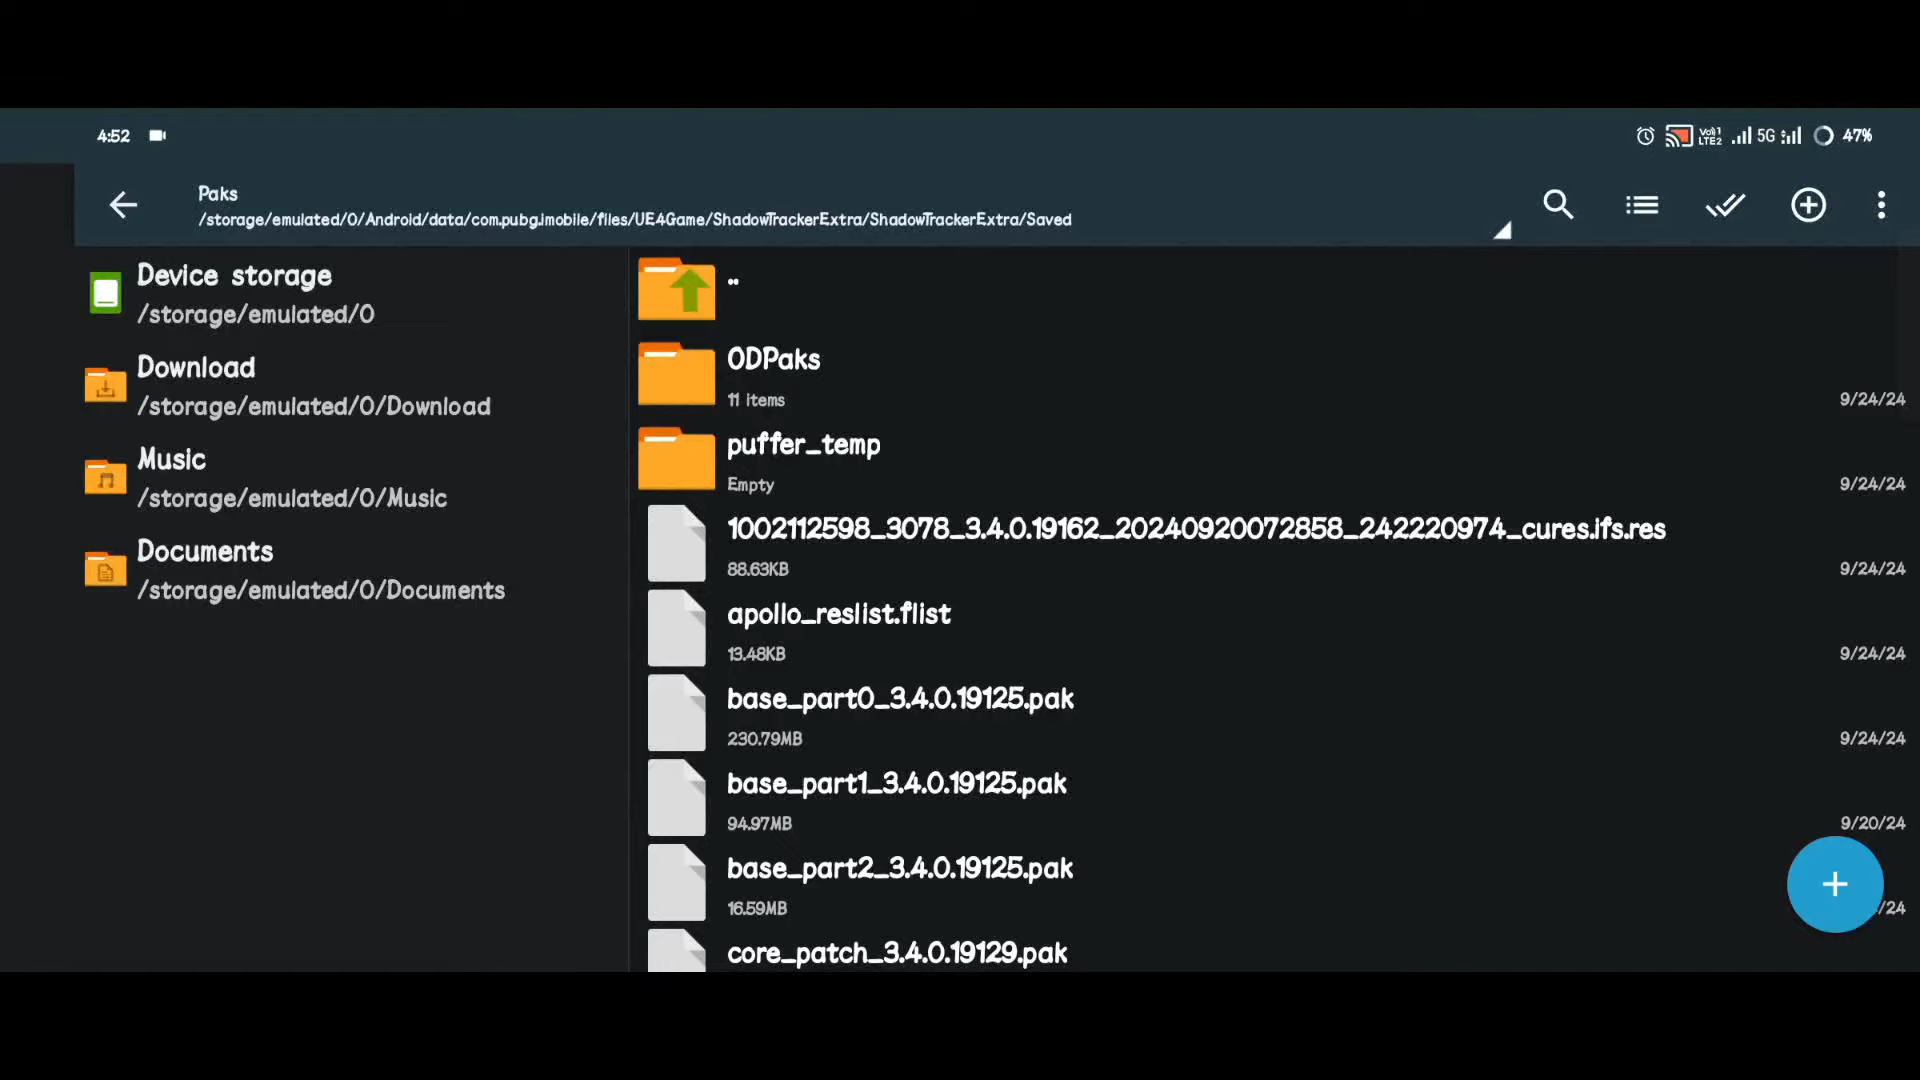 4:52
Vo)) 1
LTE2
5G
47%
Paks
/storage/emulated/0/Android/data/com.pubg.imobile/files/UE4Game/ShadowTrackerExtra/ShadowTrackerExtra/Saved
Device storage
/storage/emulated/0
Download
/storage/emulated/0/Download
Music
/storage/emulated/0/Music
Documents
/storage/emulated/0/Documents
..
ODPaks
11 items
9/24/24
puffer_temp
Empty
9/24/24
1002112598_3078_3.4.0.19162_20240920072858_242220974_cures.ifs.res
88.63KB
9/24/24
apollo_reslist.flist
13.48KB
9/24/24
base_part0_3.4.0.19125.pak
230.79MB
9/24/24
base_part1_3.4.0.19125.pak
94.97MB
9/20/24
base_part2_3.4.0.19125.pak
16.59MB
/24
core_patch_3.4.0.19129.pak